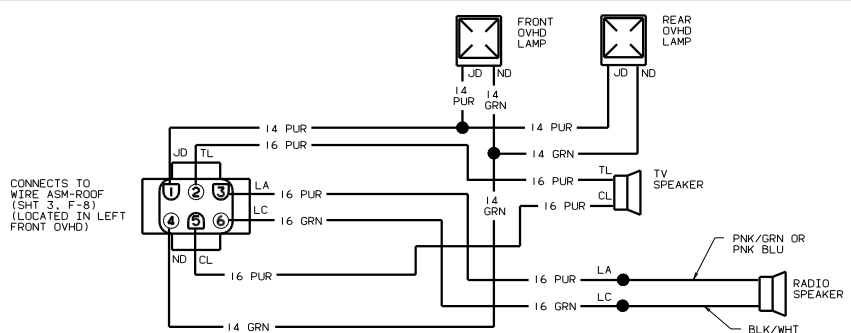 FRONT
OVHD
LAMP
REAR
OVHD
LAMP
JD
ND
JD
ND
14
PUR
14
GRN
14 PUR
14 PUR
16 PUR
14 GRN
JD
TL
1
2
3
4
5
6
CONNECTS TO
WIRE ASM-ROOF
(SHT 3, F-8)
(LOCATED IN LEFT
FRONT OVHD)
LA
16 PUR
LC
16 GRN
ND
CL
16 PUR
14 GRN
14
GRN
16 PUR
TL
16 PUR
CL
TV
SPEAKER
PNK/GRN OR
PNK BLU
16 PUR
LA
16 GRN
LC
RADIO
SPEAKER
BLK/WHT